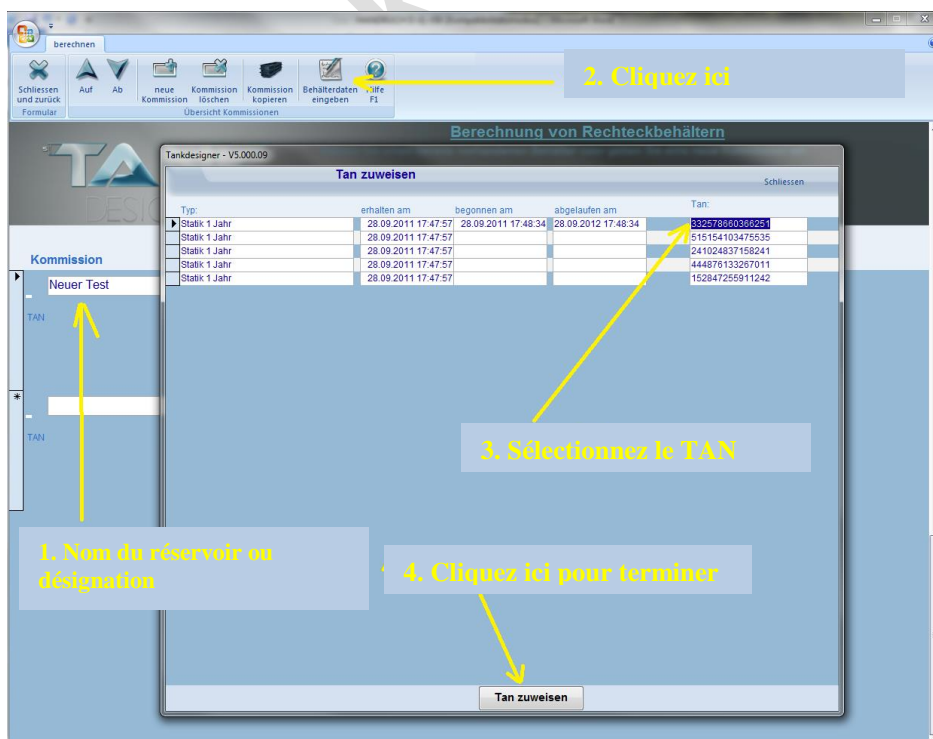 berechnen
Schliessen und zurück
Auf
Ab
neue Kommission
Kommission löschen
Kommission kopieren
Behälterdaten eingeben
Hilfe F1
Formular
Übersicht Kommissionen
2. Cliquez ici
Berechnung von Rechteckbehältern
TA
DESIG
Tankdesigner - V5.000.09
Tan zuweisen
Schliessen
Typ: erhalten am begonnen am abgelaufen am Tan:
Statik 1 Jahr 28.09.2011 17:47:57 28.09.2011 17:48:34 28.09.2012 17:48:34 332578660366251
Statik 1 Jahr 28.09.2011 17:47:57 515154103475535
Statik 1 Jahr 28.09.2011 17:47:57 241024837158241
Statik 1 Jahr 28.09.2011 17:47:57 444876133267011
Statik 1 Jahr 28.09.2011 17:47:57 152847255911242
Kommission
Neuer Test
TAN
*
TAN
3. Sélectionnez le TAN
1. Nom du réservoir ou
désignation
4. Cliquez ici pour terminer
Tan zuweisen